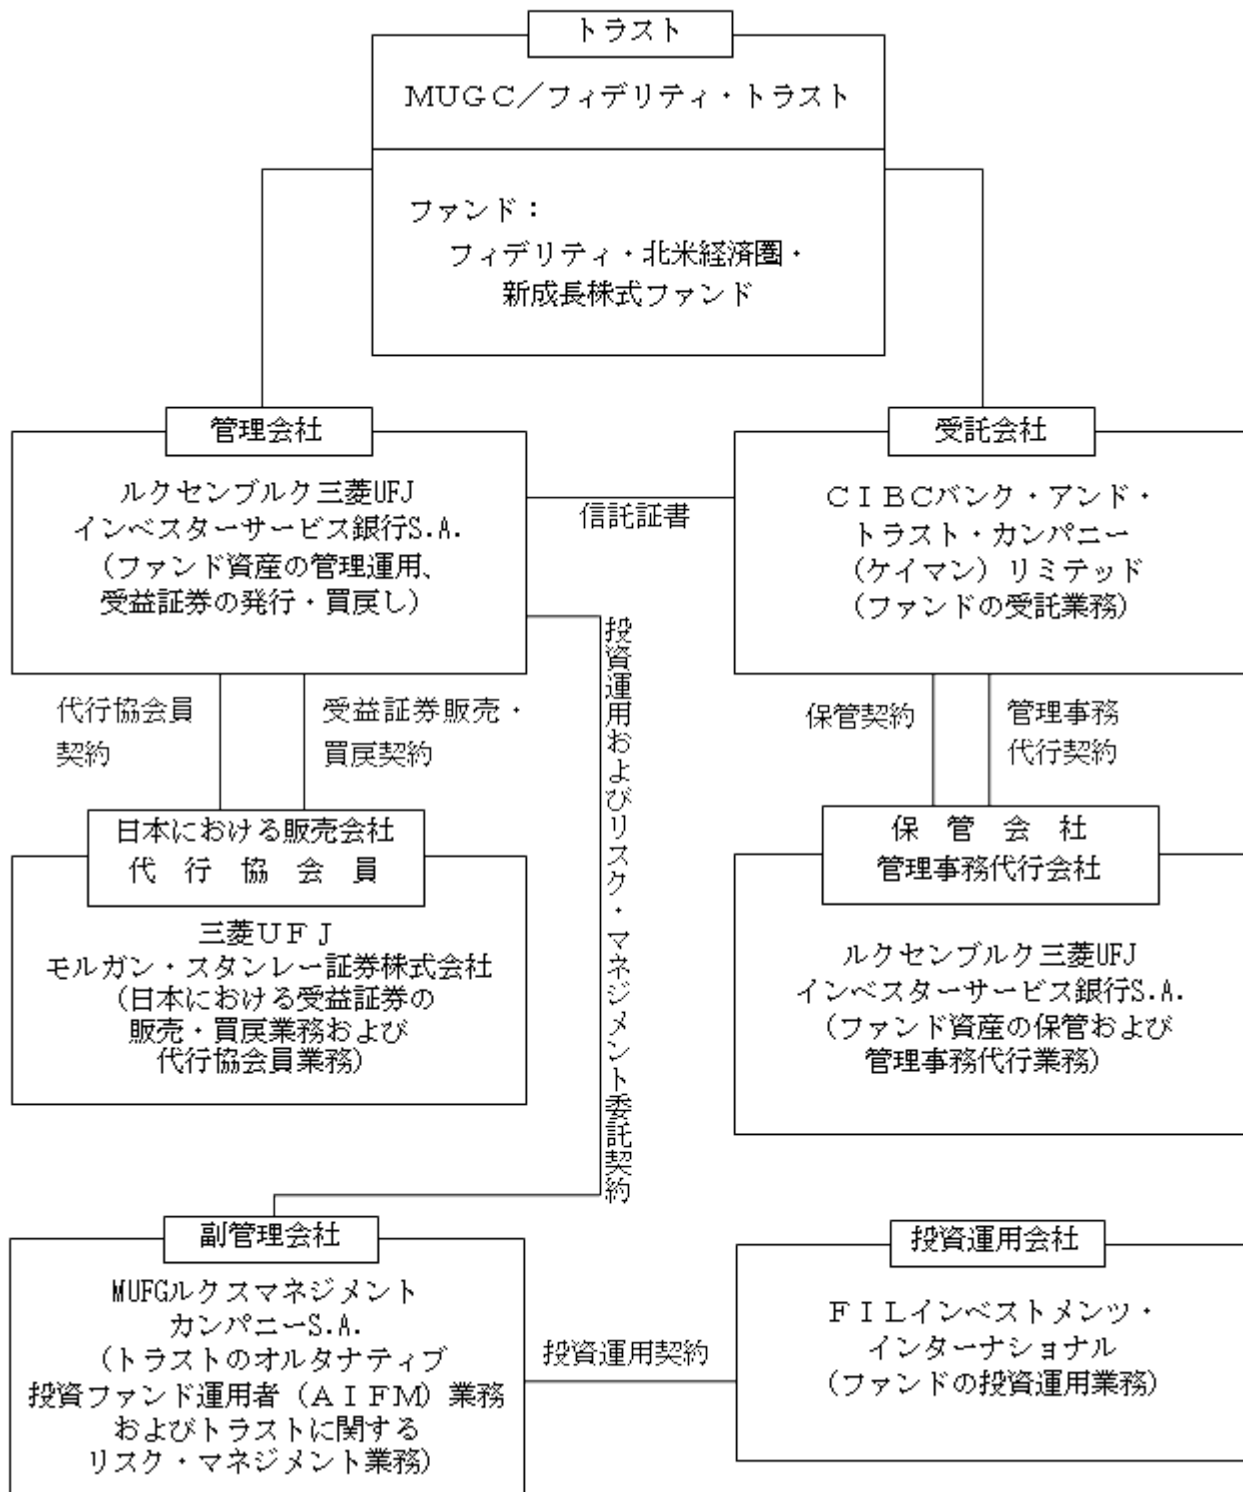 トラスト
ＭＵＧＣ／フィデリティ・トラスト
ファンド：
フィデリティ・北米経済圏・
新成長株式ファンド
管理会社
ルクセンブルク三菱UFJ
インベスターサービス銀行S.A.
（ファンド資産の管理運用、
受益証券の発行・買戻し）
信託証書
受託会社
ＣＩＢＣバンク・アンド・
トラスト・カンパニー
（ケイマン）リミテッド
（ファンドの受託業務）
代行協会員
契約
受益証券販売・
買戻契約
投資運用およびリスク・マネジメント委託契約
保管契約
管理事務
代行契約
日本における販売会社
代行協会員
三菱ＵＦＪ
モルガン・スタンレー証券株式会社
（日本における受益証券の
販売・買戻業務および
代行協会員業務）
保管会社
管理事務代行会社
ルクセンブルク三菱UFJ
インベスターサービス銀行S.A.
（ファンド資産の保管および
管理事務代行業務）
副管理会社
MUFGルクスマネジメント
カンパニーS.A.
（トラストのオルタナティブ
投資ファンド運用者（ＡＩＦＭ）業務
およびトラストに関する
リスク・マネジメント業務）
投資運用契約
投資運用会社
ＦＩＬインベストメンツ・
インターナショナル
（ファンドの投資運用業務）